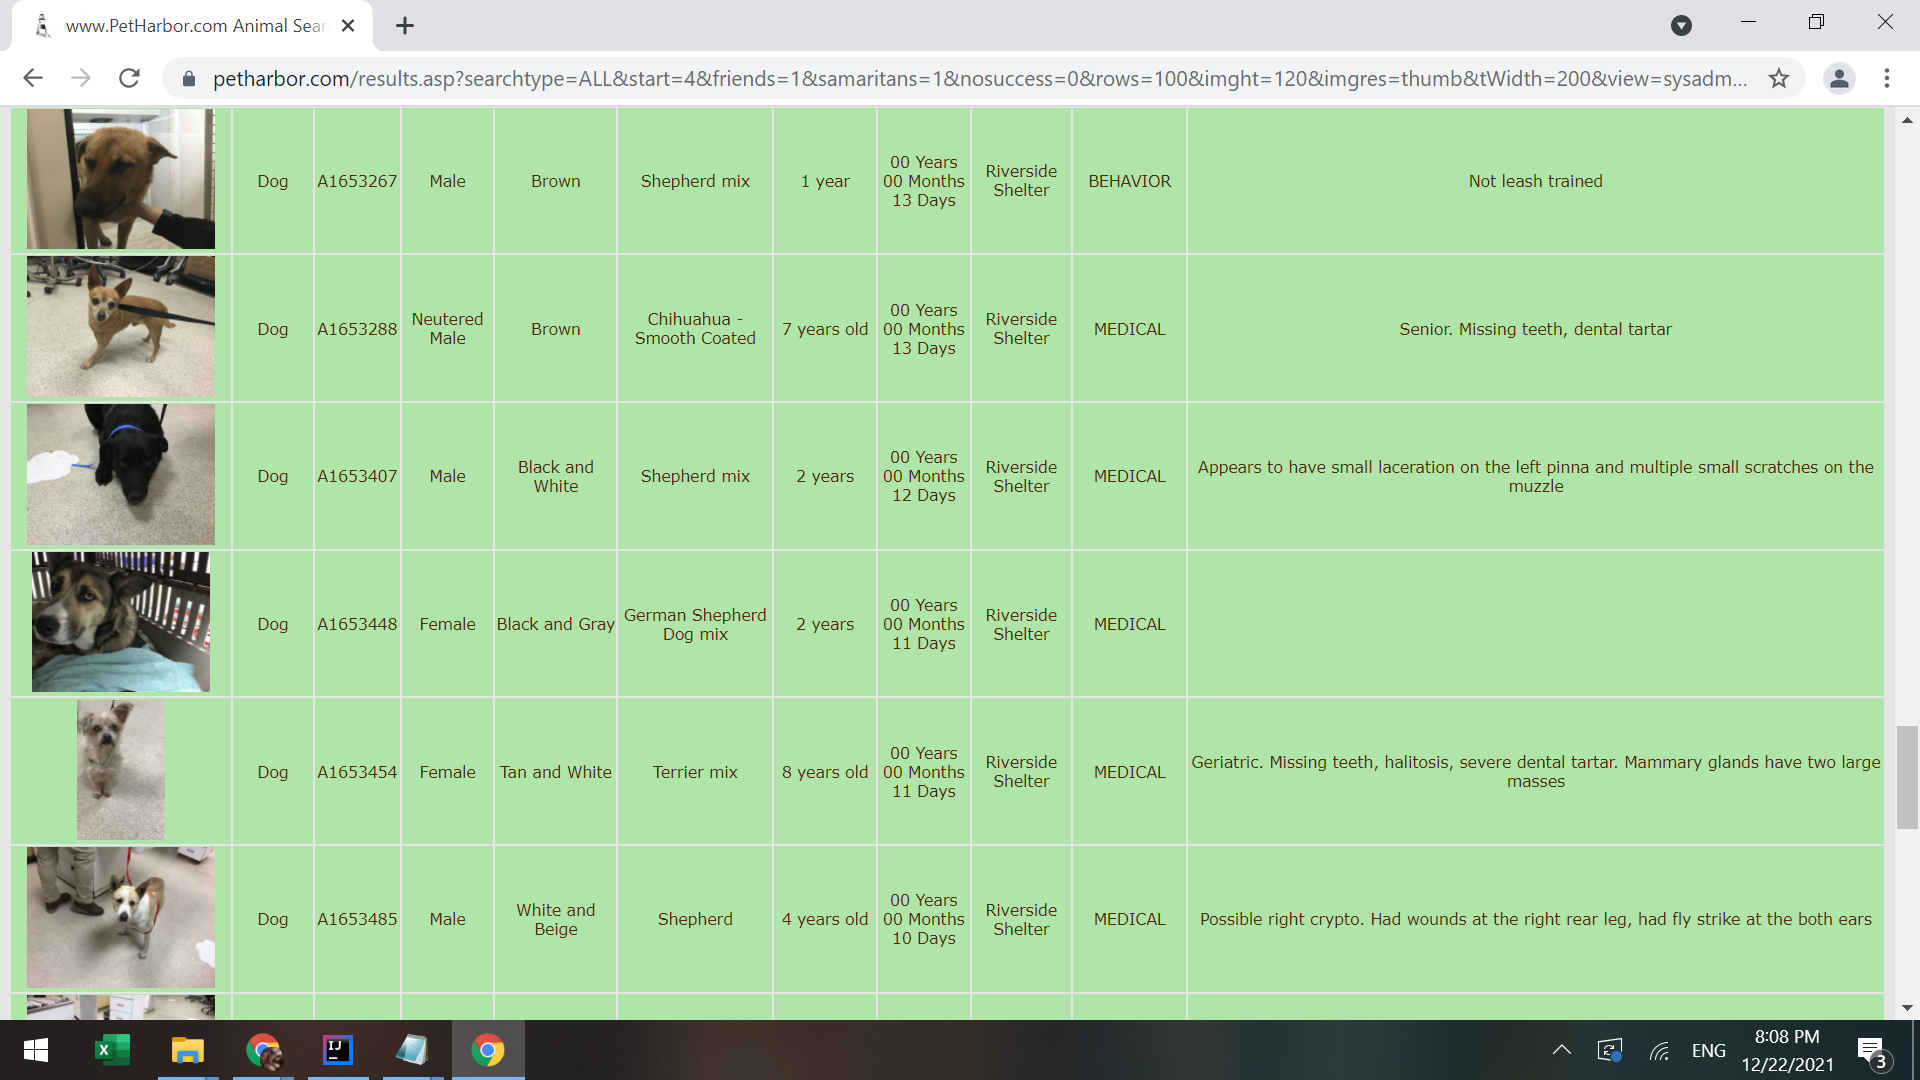 www.PetHarbor.com Animal Sear
petharbor.com/results.asp?searchtype=ALL&start=4&friends=1&samaritans=1&nosuccess=0&rows=100&imght=120&imgres=thumb&tWidth=200&view=sysadm...
Dog
A1653267
Male
Brown
Shepherd mix
1 year
00 Years
00 Months
13 Days
Riverside
Shelter
BEHAVIOR
Not leash trained
Dog
A1653288
Neutered
Male
Brown
Chihuahua -
Smooth Coated
7 years old
00 Years
00 Months
13 Days
Riverside
Shelter
MEDICAL
Senior. Missing teeth, dental tartar
Dog
A1653407
Male
Black and
White
Shepherd mix
2 years
00 Years
00 Months
12 Days
Riverside
Shelter
MEDICAL
Appears to have small laceration on the left pinna and multiple small scratches on the
muzzle
Dog
A1653448
Female
Black and Gray
German Shepherd
Dog mix
2 years
00 Years
00 Months
11 Days
Riverside
Shelter
MEDICAL
Dog
A1653454
Female
Tan and White
Terrier mix
8 years old
00 Years
00 Months
11 Days
Riverside
Shelter
MEDICAL
Geriatric. Missing teeth, halitosis, severe dental tartar. Mammary glands have two large
masses
Dog
A1653485
Male
White and
Beige
Shepherd
4 years old
00 Years
00 Months
10 Days
Riverside
Shelter
MEDICAL
Possible right crypto. Had wounds at the right rear leg, had fly strike at the both ears
X
IJ
ENG
8:08 PM
12/22/2021
3